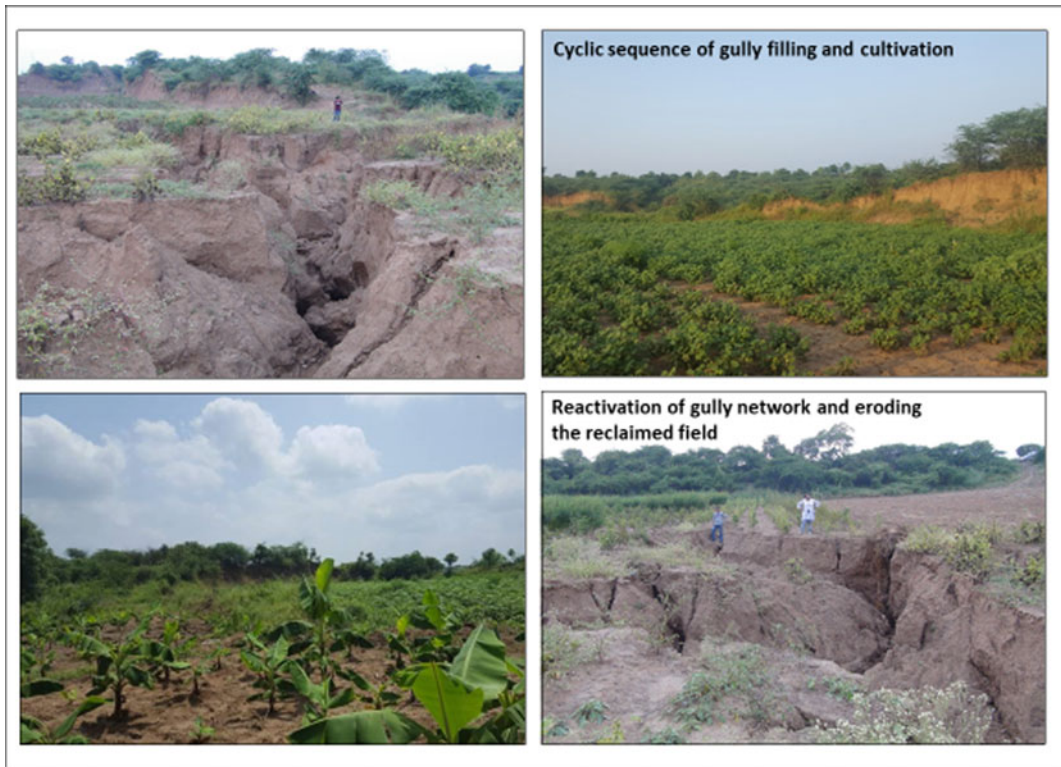 Cyclic sequence of gully filling and cultivation
Reactivation of gully network and eroding
the reclaimed field